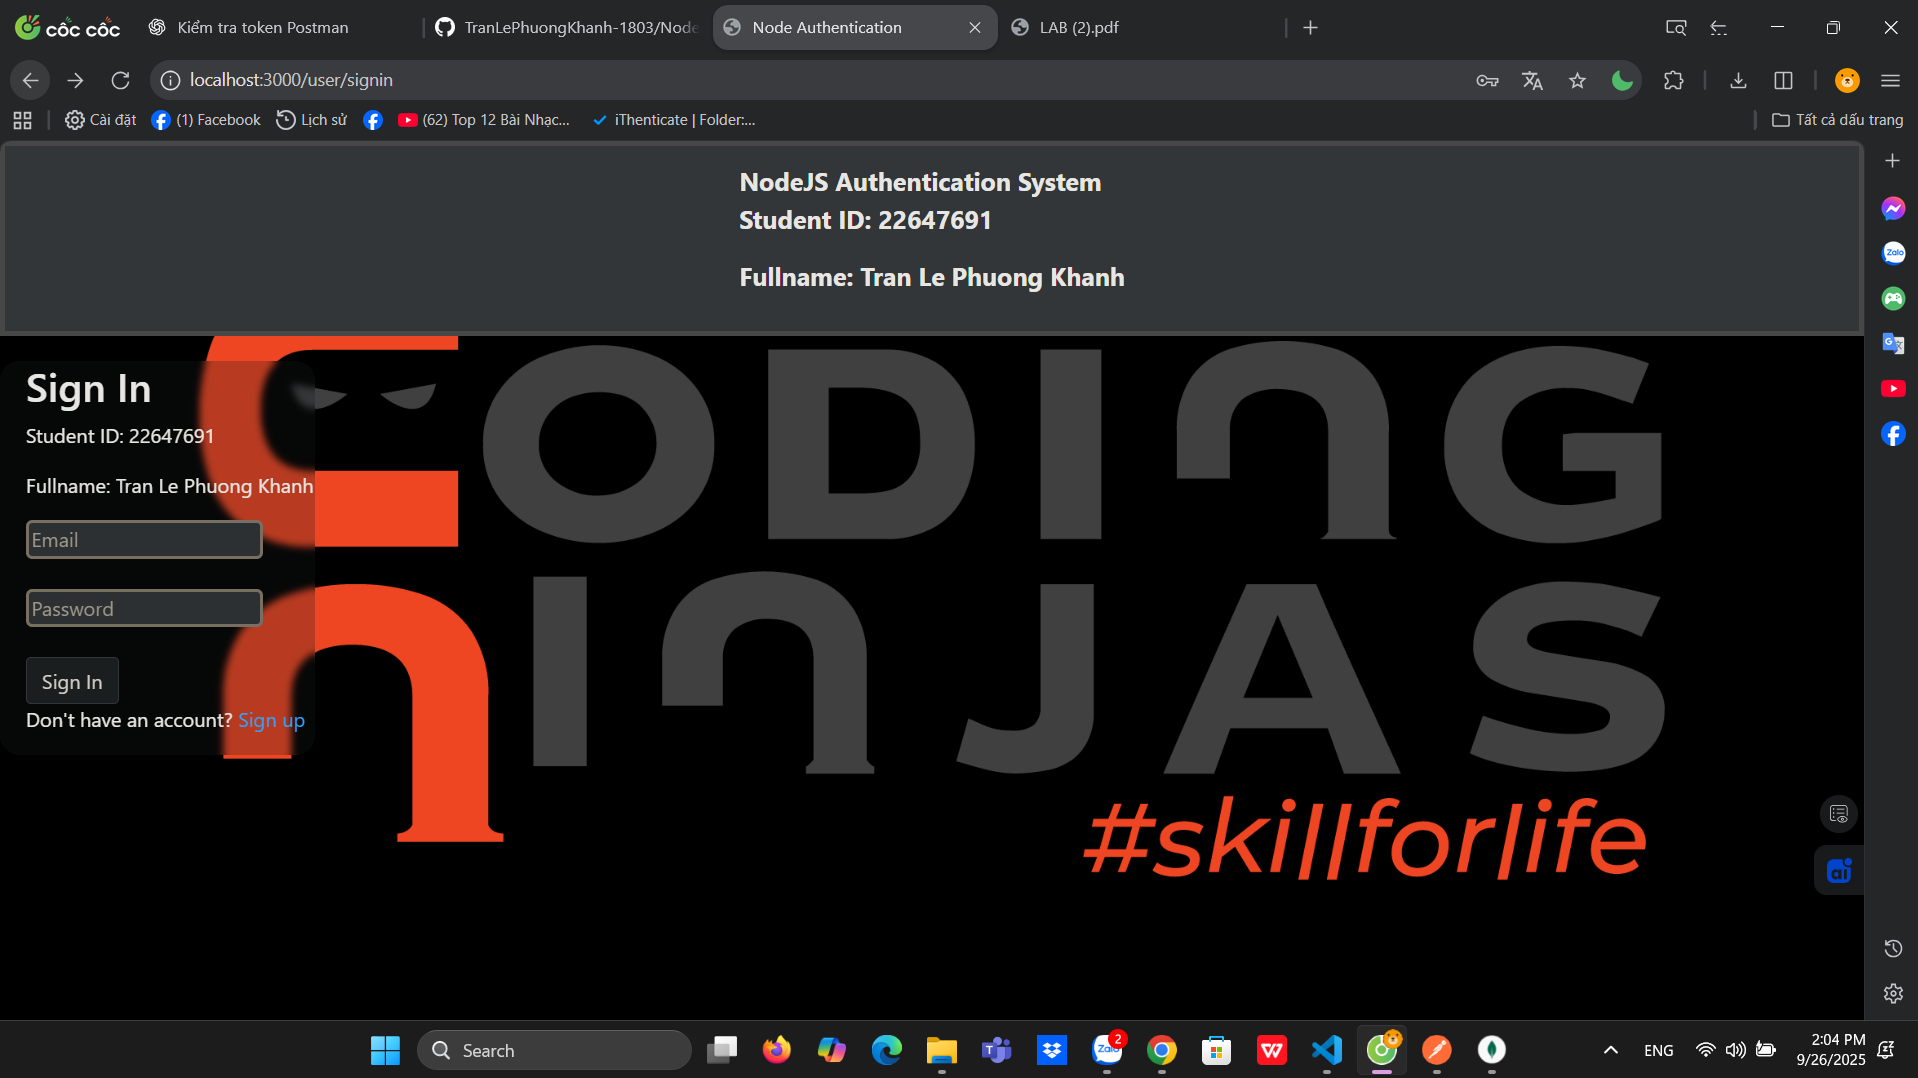 cốc cốc
Kiểm tra token Postman
TranLePhuongKhanh-1803/Node
Node Authentication
LAB (2).pdf
localhost:3000/user/signin
Cài đặt
(1) Facebook
Lịch sử
(62) Top 12 Bài Nhạc...
iThenticate | Folder:...
Tất cả dấu trang
NodeJS Authentication System
Student ID: 22647691
Fullname: Tran Le Phuong Khanh
CODING
NINJAS
#skillforlife
Sign In
Student ID: 22647691
Fullname: Tran Le Phuong Khanh
Email
Password
Sign In
Don't have an account? Sign up
Zalo
ai
Search
Zalo
2
ENG
2:04 PM
9/26/2025